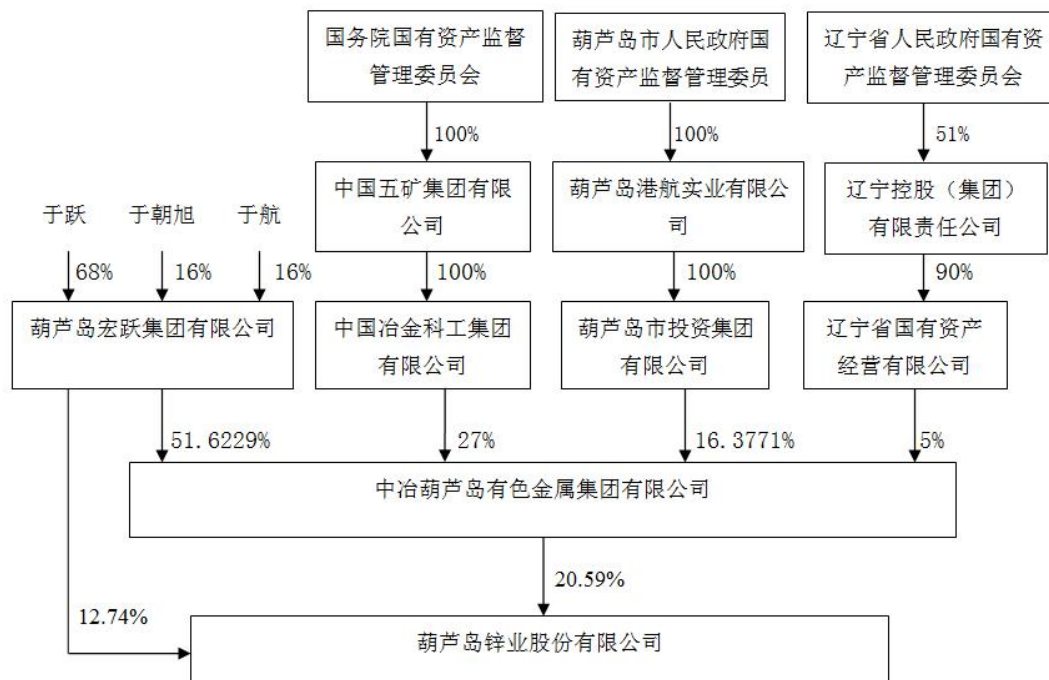 国务院国有资产监督
管理委员会
葫芦岛市人民政府国
有资产监督管理委员
辽宁省人民政府国有资
产监督管理委员会
100%
100%
51%
中国五矿集团有限
公司
葫芦岛港航实业有限公
司
辽宁控股（集团）
有限责任公司
于跃
于朝旭
于航
68%
16%
16%
100%
100%
90%
葫芦岛宏跃集团有限公司
中国冶金科工集团
有限公司
葫芦岛市投资集团
有限公司
辽宁省国有资产
经营有限公司
51.6229%
27%
16.3771%
5%
中冶葫芦岛有色金属集团有限公司
20.59%
12.74%
葫芦岛锌业股份有限公司